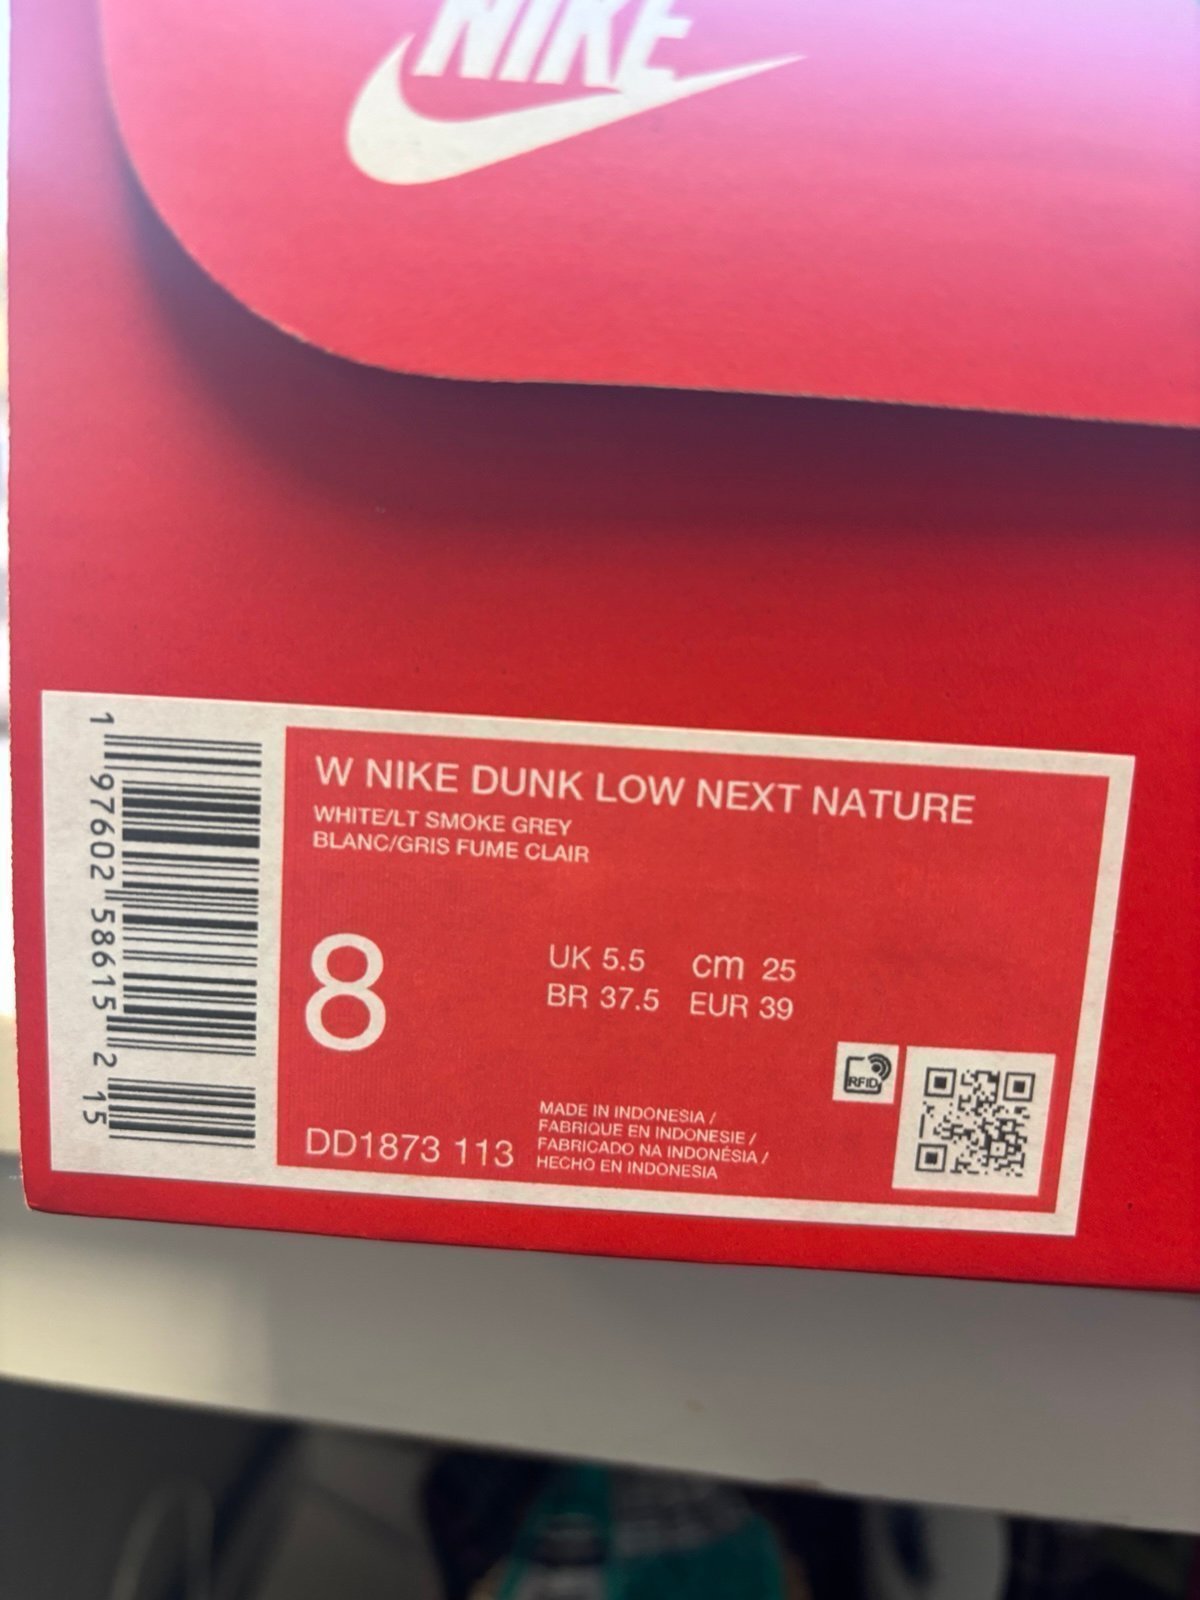 NIKE
W NIKE DUNK LOW NEXT NATURE
WHITE/LT SMOKE GREY
BLANC/GRIS FUME CLAIR
8
UK 5.5 cm 25
BR 37.5 EUR 39
DD1873 113
MADE IN INDONESIA /
FABRIQUE EN INDONESIE /
FABRICADO NA INDONÉSIA /
HECHO EN INDONESIA
RFID
1 97602 58615 2 15